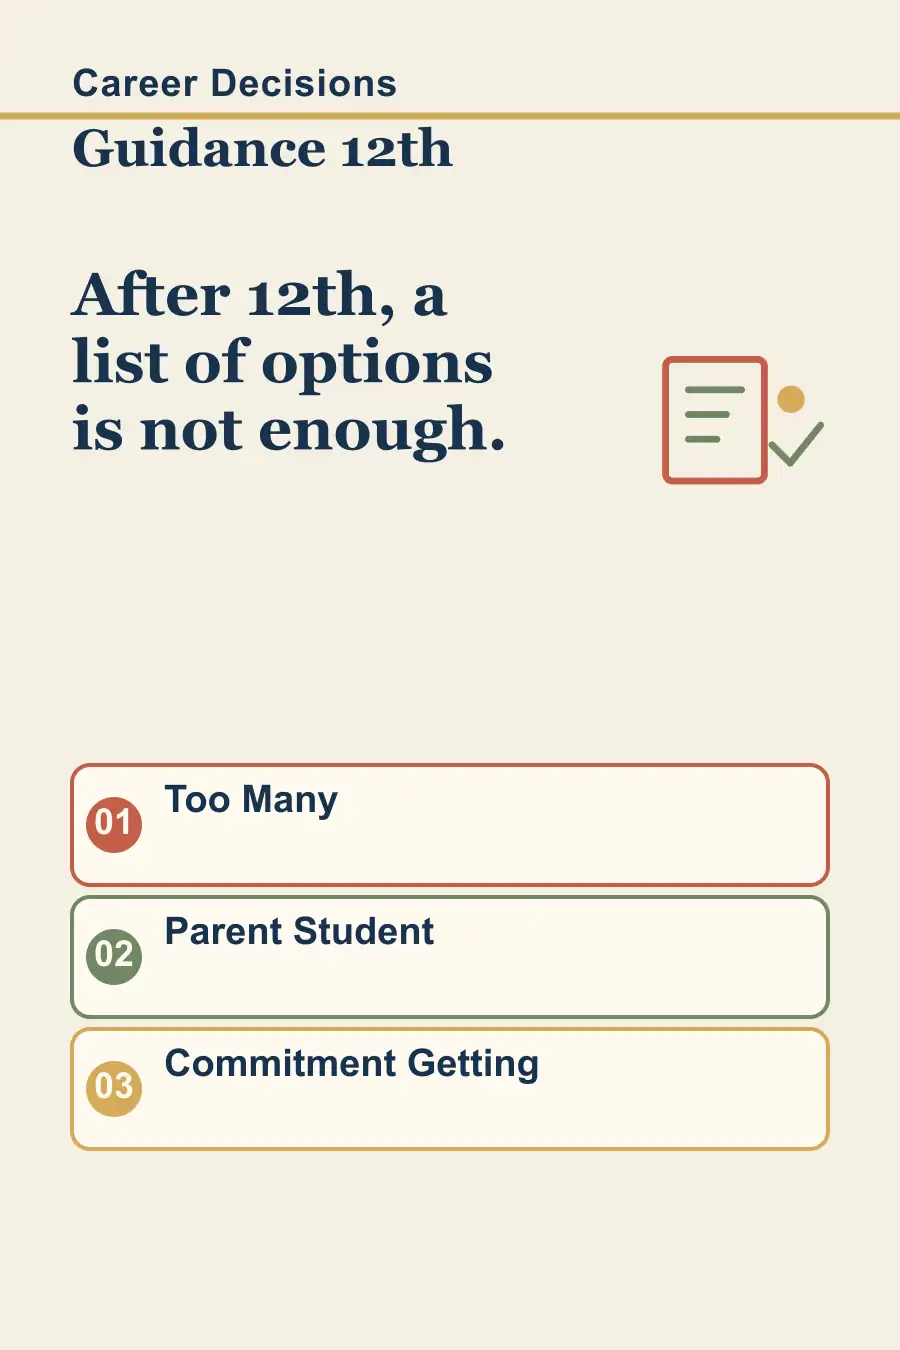 Career Decisions
Guidance 12th
After 12th, a
list of options
is not enough.
01
Too Many
02
Parent Student
03
Commitment Getting